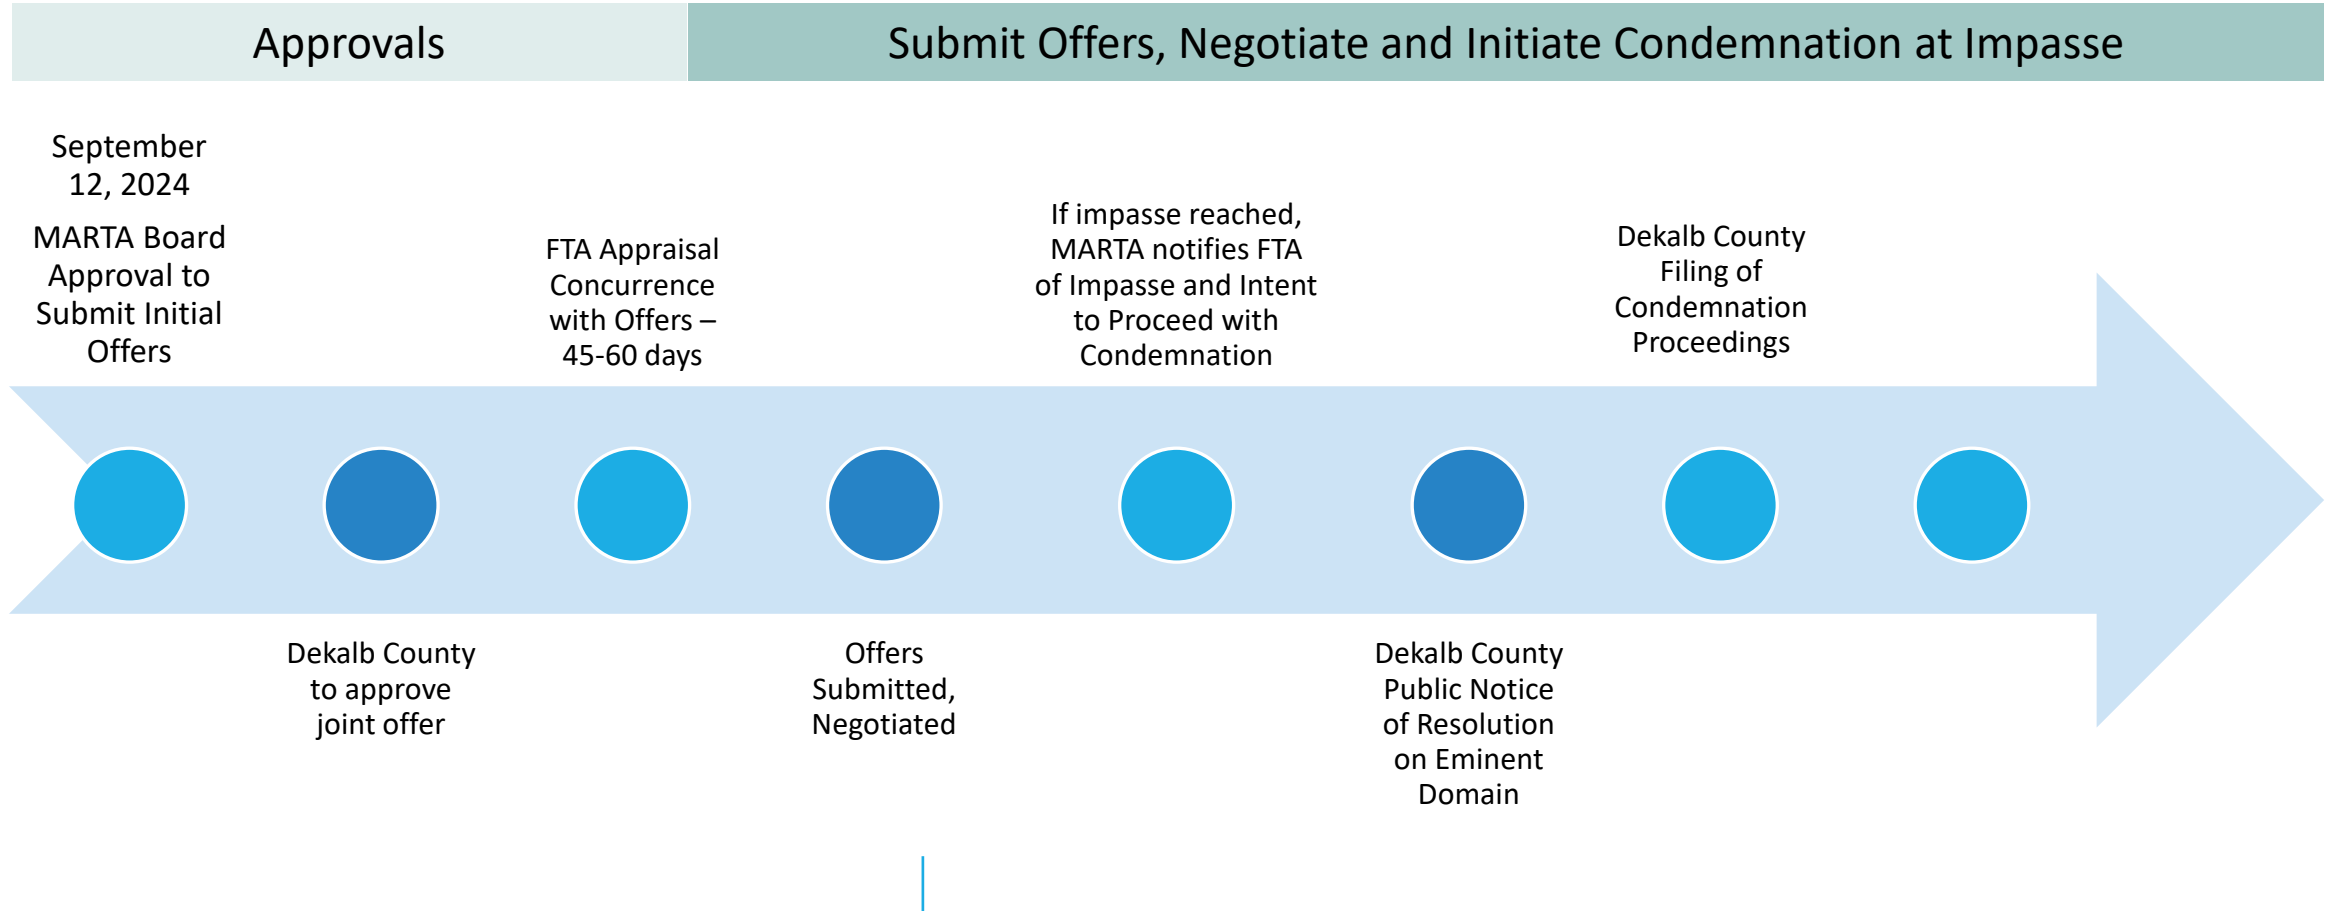 Approvals
Submit Offers, Negotiate and Initiate Condemnation at Impasse
September
12, 2024
MARTA Board
Approval to
Submit Initial
Offers
Dekalb County
to approve
joint offer
FTA Appraisal
Concurrence
with Offers –
45-60 days
Offers
Submitted,
Negotiated
If impasse reached,
MARTA notifies FTA
of Impasse and Intent
to Proceed with
Condemnation
Dekalb County
Public Notice
of Resolution
on Eminent
Domain
Dekalb County
Filing of
Condemnation
Proceedings